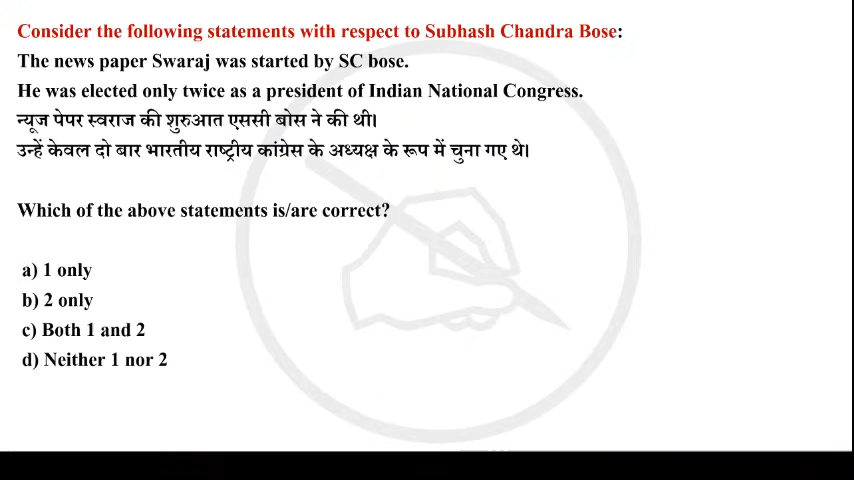 Consider the following statements with respect to Subhash Chandra Bose:
The news paper Swaraj was started by SC bose.
He was elected only twice as a president of Indian National Congress.
न्यूज पेपर स्वराज की शुरुआत एससी बोस ने की थी।
उन्हें केवल दो बार भारतीय राष्ट्रीय कांग्रेस के अध्यक्ष के रूप में चुना गए थे।
Which of the above statements is/are correct?
a) 1 only
b) 2 only
c) Both 1 and 2
d) Neither 1 nor 2